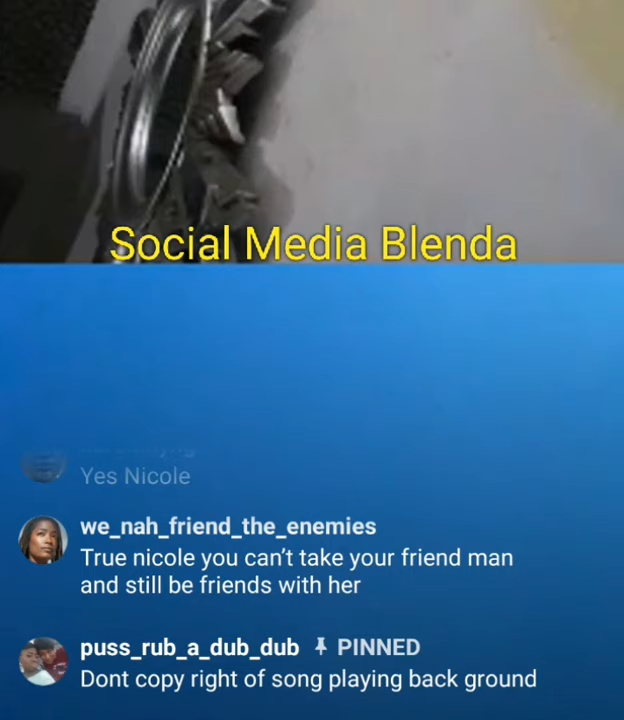 Social Media Blenda
Yes Nicole
we_nah_friend_the_enemies
True nicole you can't take your friend man
and still be friends with her
puss_rub_a_dub_dub PINNED
Dont copy right of song playing back ground